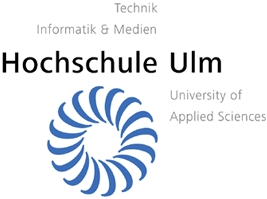 Technik
Informatik & Medien
Hochschule Ulm
University of
Applied Sciences